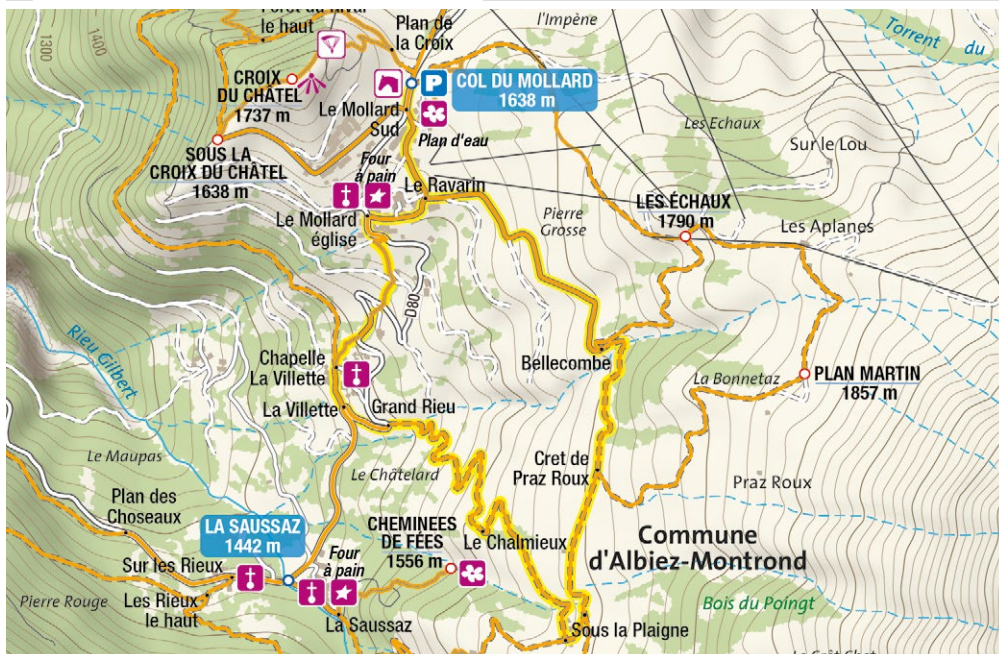 le haut
Plan de
la Croix
l'Impène
Torrent du
1300
1400
CROIX
DU CHÂTEL
1737 m
P
COL DU MOLLARD
1638 m
Le Mollard
Sud
Plan d'eau
Les Echaux
Sur le Lou
SOUS LA
CROIX DU CHÂTEL
1638 m
Four
à pain
Le Ravarin
LES ÉCHAUX
1790 m
Le Mollard
église
Pierre
Grosse
Les Aplanes
D80
Rieu Gilbert
Chapelle
La Villette
Bellecombe
La Bonnetaz
PLAN MARTIN
1857 m
La Villette
Grand Rieu
Le Maupas
Le Châtelard
Cret de
Praz Roux
Praz Roux
Plan des
Choseaux
LA SAUSSAZ
1442 m
CHEMINEES
DE FÉES
1556 m
Le Chalmieux
Commune
d'Albiez-Montrond
Sur les Rieux
Four
à pain
Pierre Rouge
Les Rieux
le haut
La Saussaz
Bois du Poingt
Sous la Plaigne